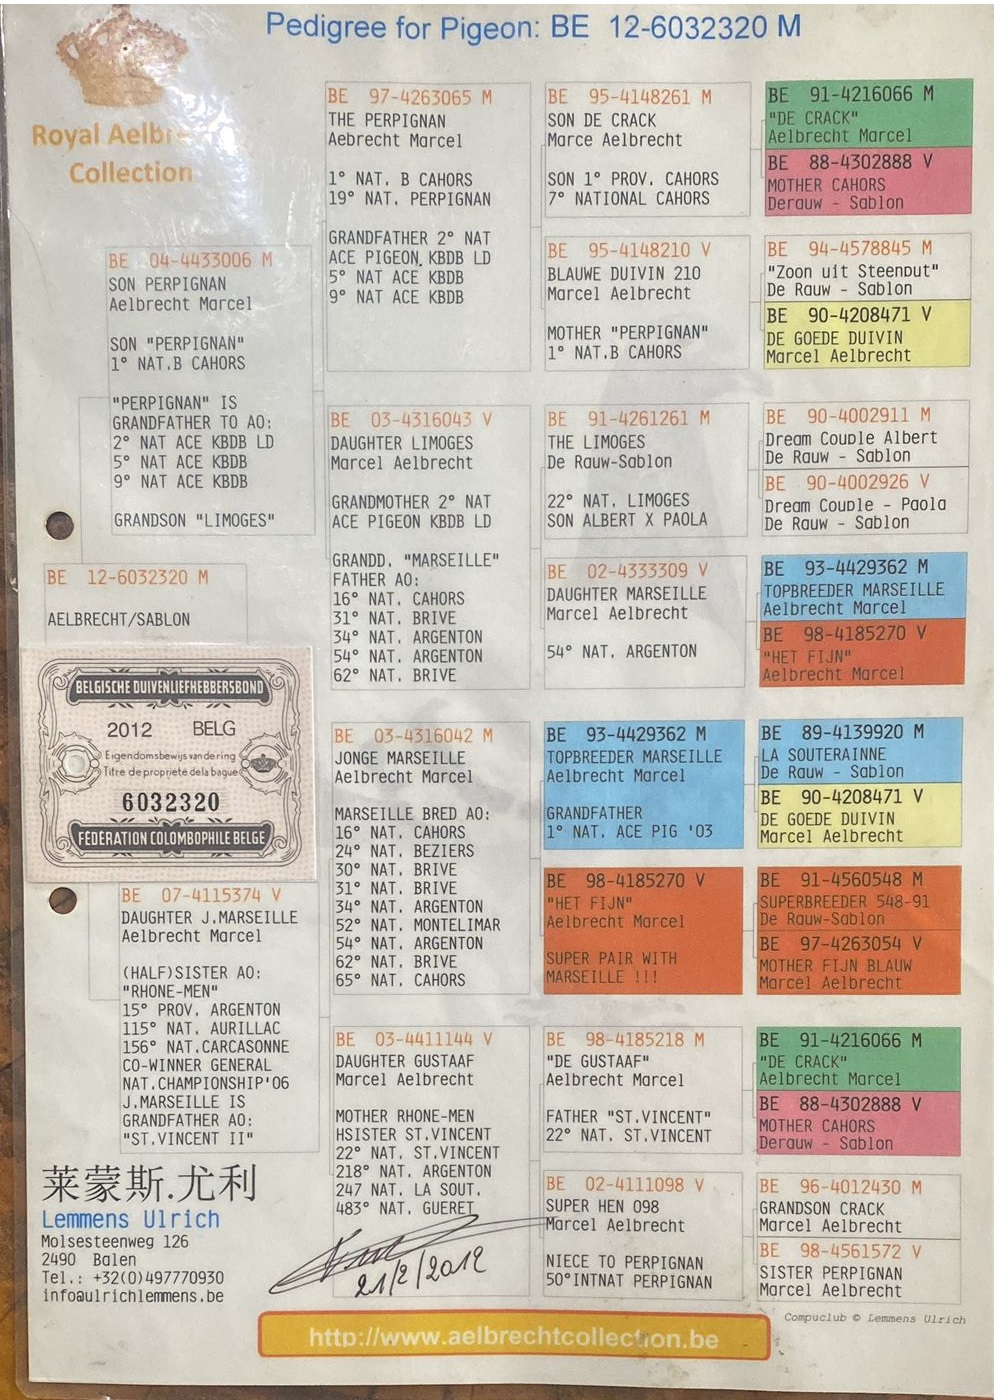 Pedigree for Pigeon: BE 12-6032320 M
Royal Aelbr
Collection
BE 04-4433006 M
SON PERPIGNAN
Aelbrecht Marcel
SON "PERPIGNAN"
1° NAT.B CAHORS
"PERPIGNAN" IS
GRANDFATHER TO AO:
2° NAT ACE KBDB LD
5° NAT ACE KBDB
9° NAT ACE KBDB
GRANDSON "LIMOGES"
BE 12-6032320 M
AELBRECHT/SABLON
BELGISCHE DUIVENLIEFHEBBERSBOND
2012 BELG
Eigendomsbewijs van de ring
Titre de propriété de la bague
6032320
FÉDÉRATION COLOMBOPHILE BELGE
BE 07-4115374 V
DAUGHTER J.MARSEILLE
Aelbrecht Marcel
(HALF)SISTER AO:
"RHONE-MEN"
15° PROV. ARGENTON
115° NAT. AURILLAC
156° NAT.CARCASONNE
CO-WINNER GENERAL
NAT.CHAMPIONSHIP'06
J.MARSEILLE IS
GRANDFATHER AO:
"ST.VINCENT II"
BE 97-4263065 M
THE PERPIGNAN
Aebrecht Marcel
1° NAT. B CAHORS
19° NAT. PERPIGNAN
GRANDFATHER 2° NAT
ACE PIGEON KBDB LD
5° NAT ACE KBDB
9° NAT ACE KBDB
BE 03-4316043 V
DAUGHTER LIMOGES
Marcel Aelbrecht
GRANDMOTHER 2° NAT
ACE PIGEON KBDB LD
GRANDD. "MARSEILLE"
FATHER AO:
16° NAT. CAHORS
31° NAT. BRIVE
34° NAT. ARGENTON
54° NAT. ARGENTON
62° NAT. BRIVE
BE 03-4316042 M
JONGE MARSEILLE
Aelbrecht Marcel
MARSEILLE BRED AO:
16° NAT. CAHORS
24° NAT. BEZIERS
30° NAT. BRIVE
31° NAT. BRIVE
34° NAT. ARGENTON
52° NAT. MONTELIMAR
54° NAT. ARGENTON
62° NAT. BRIVE
65° NAT. CAHORS
BE 03-4411144 V
DAUGHTER GUSTAAF
Marcel Aelbrecht
MOTHER RHONE-MEN
HSISTER ST.VINCENT
22° NAT. ST.VINCENT
218° NAT. ARGENTON
247 NAT. LA SOUT.
483° NAT. GUERET
BE 95-4148261 M
SON DE CRACK
Marce Aelbrecht
SON 1° PROV. CAHORS
7° NATIONAL CAHORS
BE 95-4148210 V
BLAUWE DUIVIN 210
Marcel Aelbrecht
MOTHER "PERPIGNAN"
1° NAT.B CAHORS
BE 91-4261261 M
THE LIMOGES
De Rauw-Sablon
22° NAT. LIMOGES
SON ALBERT X PAOLA
BE 02-4333309 V
DAUGHTER MARSEILLE
Marcel Aelbrecht
54° NAT. ARGENTON
BE 93-4429362 M
TOPBREEDER MARSEILLE
Aelbrecht Marcel
GRANDFATHER
1° NAT. ACE PIG '03
BE 98-4185270 V
"HET FIJN"
Aelbrecht Marcel
SUPER PAIR WITH
MARSEILLE !!!
BE 98-4185218 M
"DE GUSTAAF"
Aelbrecht Marcel
FATHER "ST.VINCENT"
22° NAT. ST.VINCENT
BE 02-4111098 V
SUPER HEN 098
Marcel Aelbrecht
NIECE TO PERPIGNAN
50°INTNAT PERPIGNAN
BE 91-4216066 M
"DE CRACK"
Aelbrecht Marcel
BE 88-4302888 V
MOTHER CAHORS
Derauw - Sablon
BE 94-4578845 M
"Zoon uit Steenput"
De Rauw - Sablon
BE 90-4208471 V
DE GOEDE DUIVIN
Marcel Aelbrecht
BE 90-4002911 M
Dream Couple Albert
De Rauw - Sablon
BE 90-4002926 V
Dream Couple - Paola
De Rauw - Sablon
BE 93-4429362 M
TOPBREEDER MARSEILLE
Aelbrecht Marcel
BE 98-4185270 V
"HET FIJN"
Aelbrecht Marcel
BE 89-4139920 M
LA SOUTERAINNE
De Rauw - Sablon
BE 90-4208471 V
DE GOEDE DUIVIN
Marcel Aelbrecht
BE 91-4560548 M
SUPERBREEDER 548-91
De Rauw-Sablon
BE 97-4263054 V
MOTHER FIJN BLAUW
Marcel Aelbrecht
BE 91-4216066 M
"DE CRACK"
Aelbrecht Marcel
BE 88-4302888 V
MOTHER CAHORS
Derauw - Sablon
BE 96-4012430 M
GRANDSON CRACK
Marcel Aelbrecht
BE 98-4561572 V
SISTER PERPIGNAN
Marcel Aelbrecht
莱蒙斯.尤利
Lemmens Ulrich
Molsesteenweg 126
2490 Balen
Tel.: +32(0)497770930
info@ulrichlemmens.be
21/2/2012
Compuclub © Lemmens Ulrich
http://www.aelbrechtcollection.be